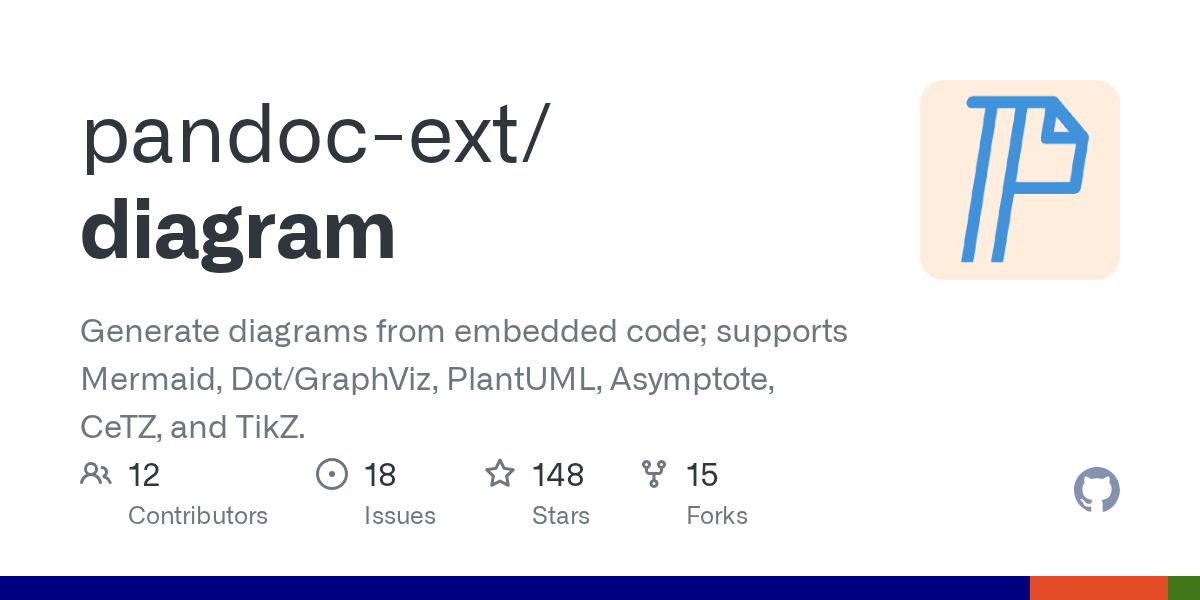 pandoc-ext/
diagram
Generate diagrams from embedded code; supports
Mermaid, Dot/GraphViz, PlantUML, Asymptote,
CeTZ, and TikZ.
12
Contributors
18
Issues
148
Stars
15
Forks